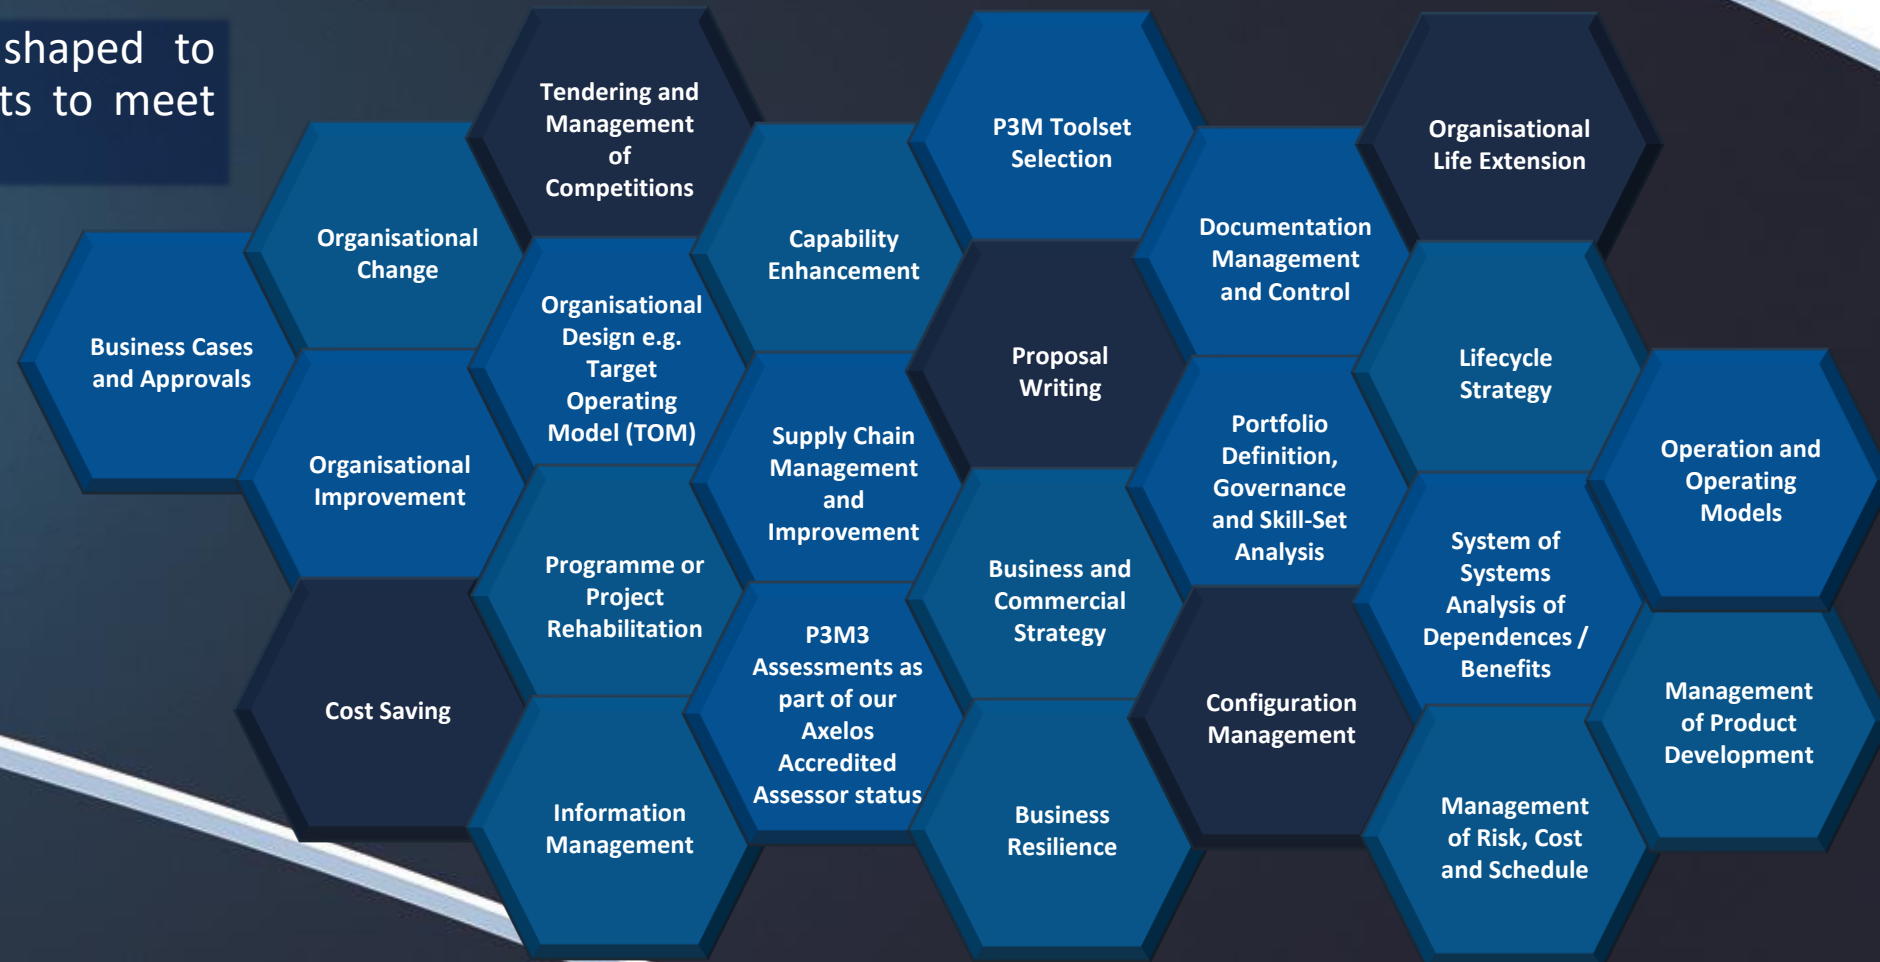 shaped to
ts to meet
Tendering and
Management
of
Competitions
P3M Toolset
Selection
Organisational
Life Extension
Organisational
Change
Capability
Enhancement
Documentation
Management
and Control
Business Cases
and Approvals
Organisational
Design e.g.
Target
Operating
Model (TOM)
Proposal
Writing
Lifecycle
Strategy
Organisational
Improvement
Supply Chain
Management
and
Improvement
Portfolio
Definition,
Governance
and Skill-Set
Analysis
Operation and
Operating
Models
Programme or
Project
Rehabilitation
Business and
Commercial
Strategy
System of
Systems
Analysis of
Dependences /
Benefits
Cost Saving
P3M3
Assessments as
part of our
Axelos
Accredited
Assessor status
Configuration
Management
Management
of Product
Development
Information
Management
Business
Resilience
Management
of Risk, Cost
and Schedule